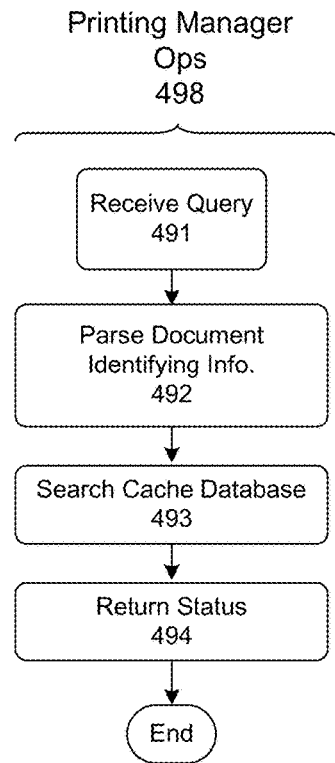 Printing Manager
Ops
498
Receive Query
491
Parse Document
Identifying Info.
492
Search Cache Database
493
Return Status
494
End